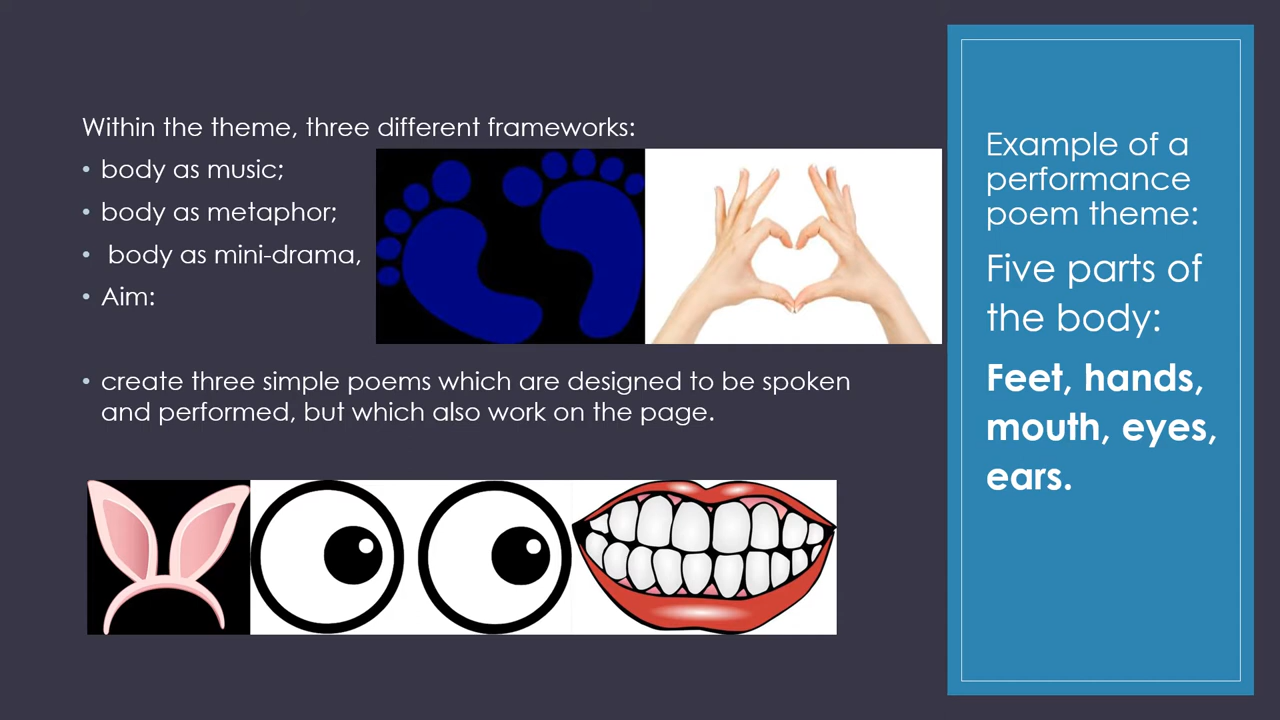 Within the theme, three different frameworks:
• body as music;
• body as metaphor;
• body as mini-drama,
• Aim:
• create three simple poems which are designed to be spoken
and performed, but which also work on the page.
Example of a
performance
poem theme:
Five parts of
the body:
Feet, hands,
mouth, eyes,
ears.